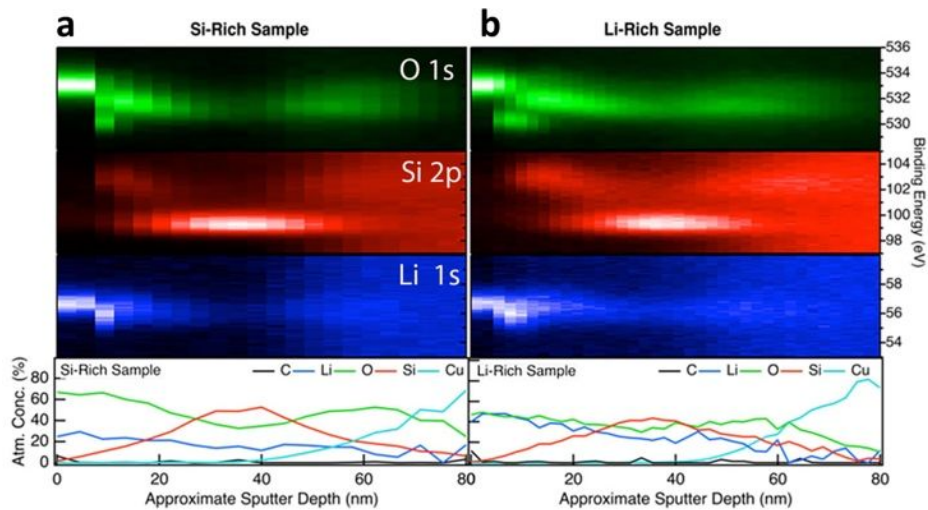 a
Si-Rich Sample
b
Li-Rich Sample
O 1s
Si 2p
Li 1s
536
534
532
530
104
102
100
98
58
56
54
Binding Energy (eV)
Atm. Conc. (%)
80
60
40
20
0
Si-Rich Sample
C Li O Si Cu
Li-Rich Sample
C Li O Si Cu
0 20 40 60 80
20 40 60 80
Approximate Sputter Depth (nm)
Approximate Sputter Depth (nm)